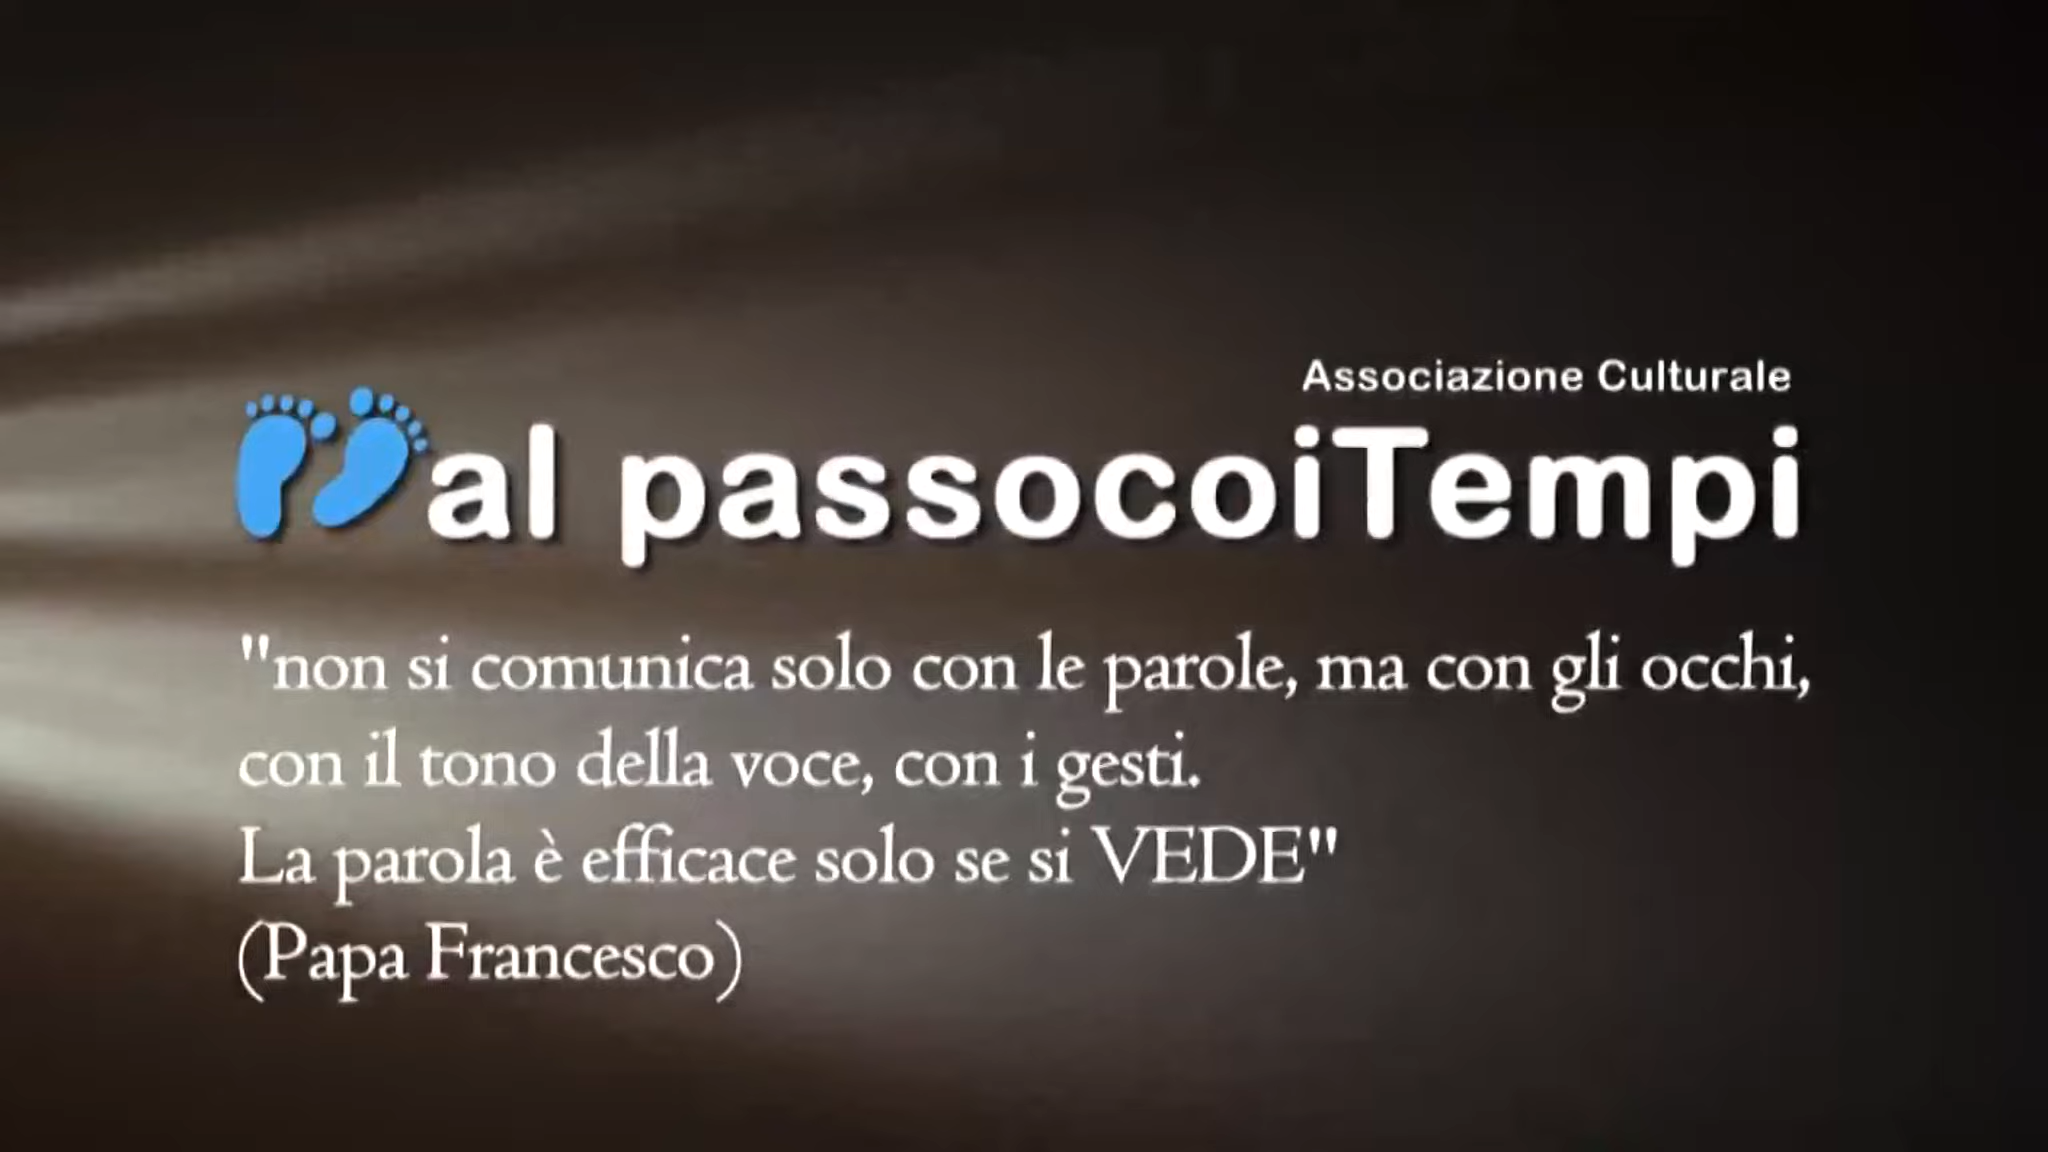 Associazione Culturale
al passocoiTempi
"non si comunica solo con le parole, ma con gli occhi,
con il tono della voce, con i gesti.
La parola è efficace solo se si VEDE"
(Papa Francesco)